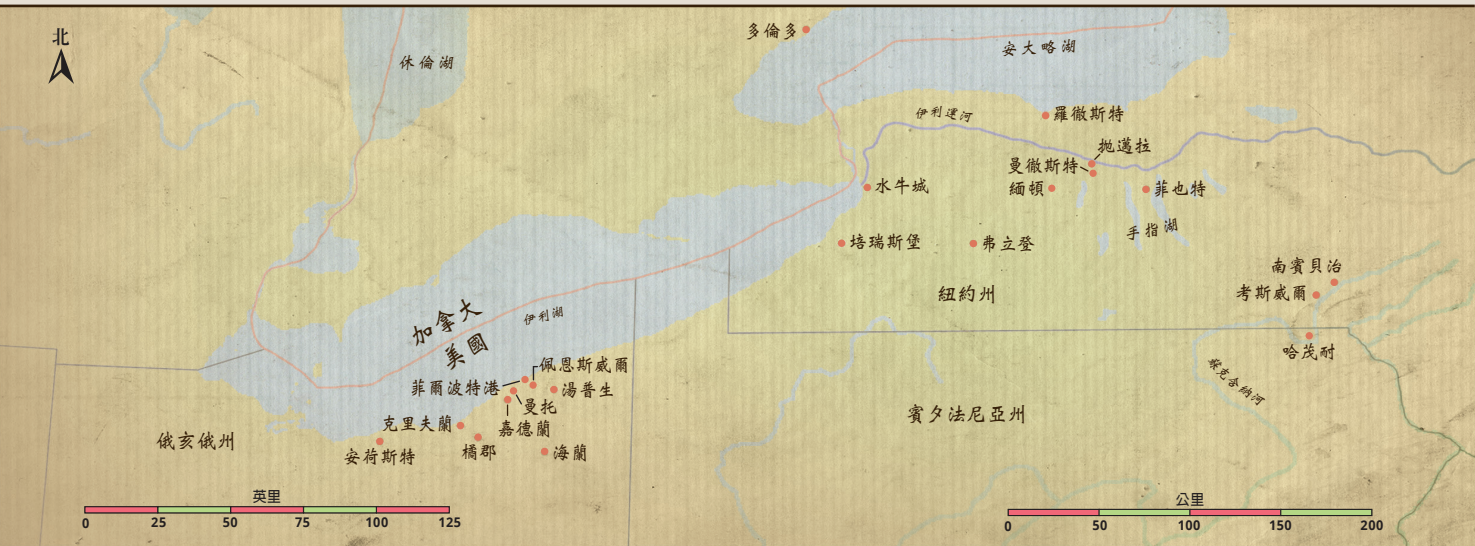 北
休倫湖
多倫多
安大略湖
伊利運河
羅徹斯特
拋邁拉
曼徹斯特
緬頓
菲也特
水牛城
手指湖
培瑞斯堡
弗立登
南賓貝治
考斯威爾
紐約州
加拿大
美國
伊利湖
哈茂耐
佩恩斯威爾
菲爾波特港
湯普生
曼托
蘇克含納河
賓夕法尼亞州
克里夫蘭
嘉德蘭
俄亥俄州
安荷斯特
橘郡
海蘭
英里
0 25 50 75 100 125
公里
0 50 100 150 200